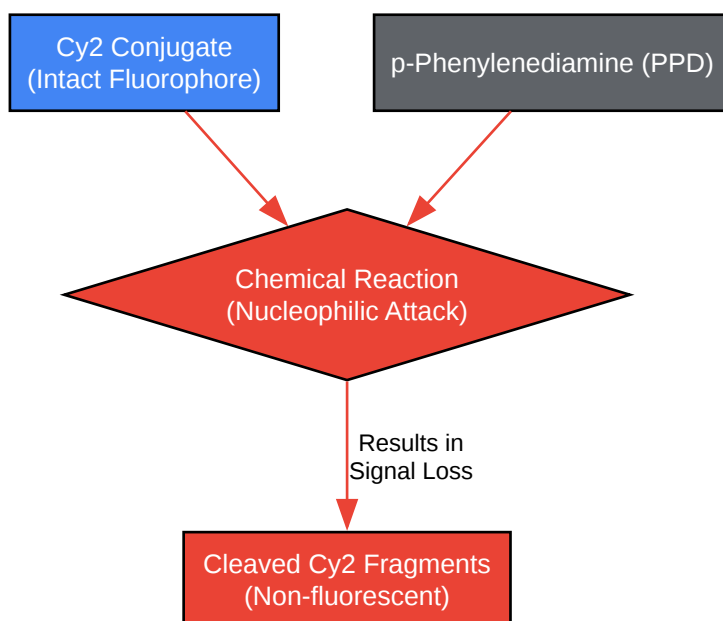 Cy2 Conjugate
(Intact Fluorophore)
p-Phenylenediamine (PPD)
Chemical Reaction
(Nucleophilic Attack)
Results in
Signal Loss
Cleaved Cy2 Fragments
(Non-fluorescent)